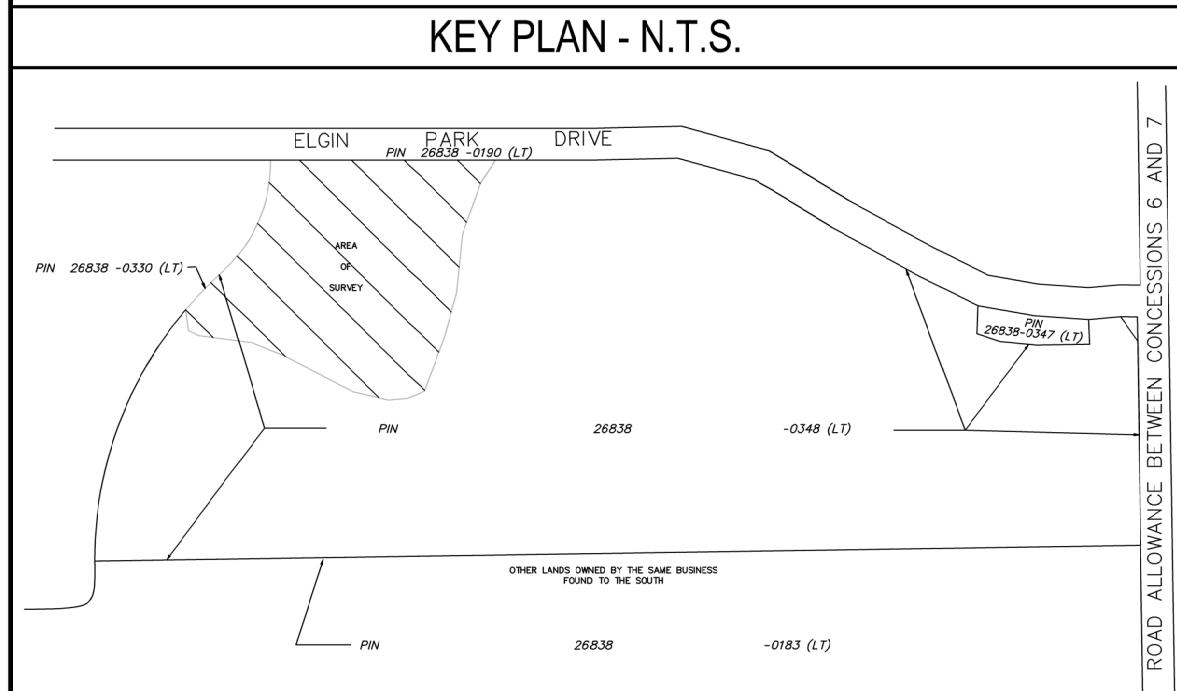 KEY PLAN - N.T.S.
ELGIN PARK DRIVE
PIN 26838 -0190 (LT)
AREA
OF
SURVEY
PIN 26838 -0330 (LT)
PIN
26838-0347 (LT)
PIN 26838 -0348 (LT)
OTHER LANDS OWNED BY THE SAME BUSINESS
FOUND TO THE SOUTH
PIN 26838 -0183 (LT)
ROAD ALLOWANCE BETWEEN CONCESSIONS 6 AND 7